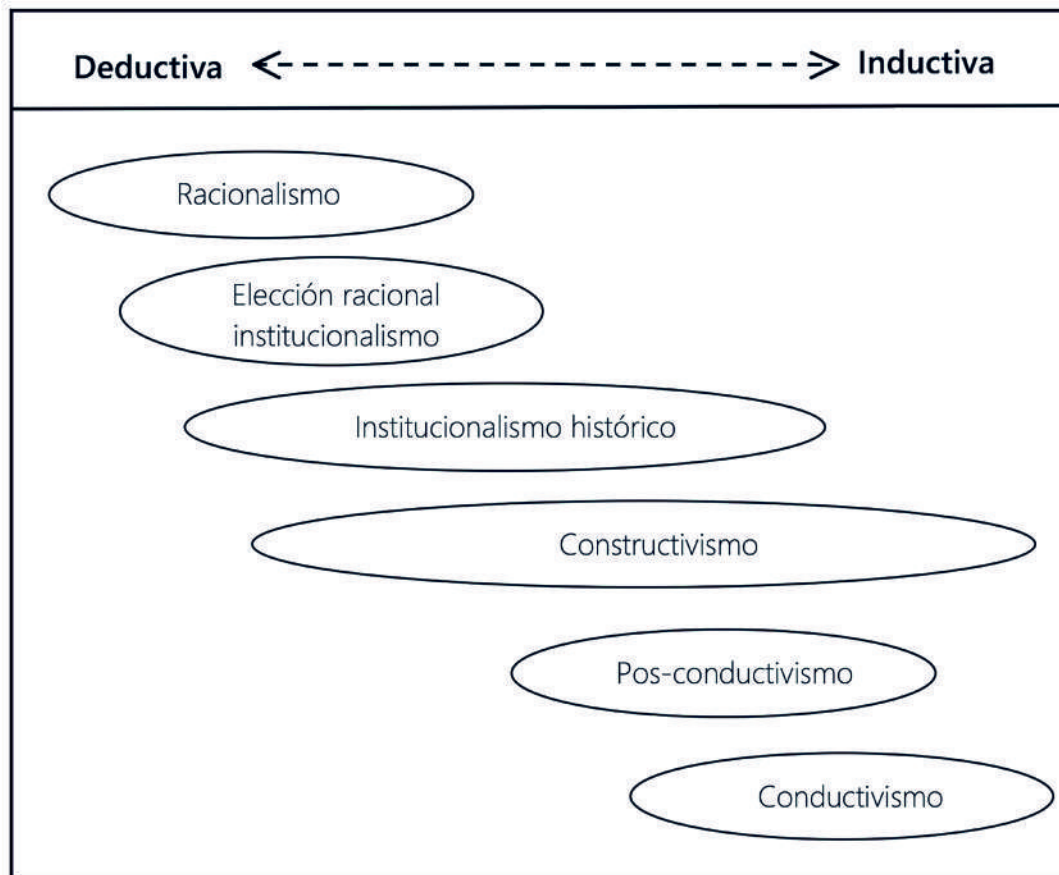 Deductiva Inductiva
Racionalismo
Elección racional
institucionalismo
Institucionalismo histórico
Constructivismo
Pos-conductivismo
Conductivismo